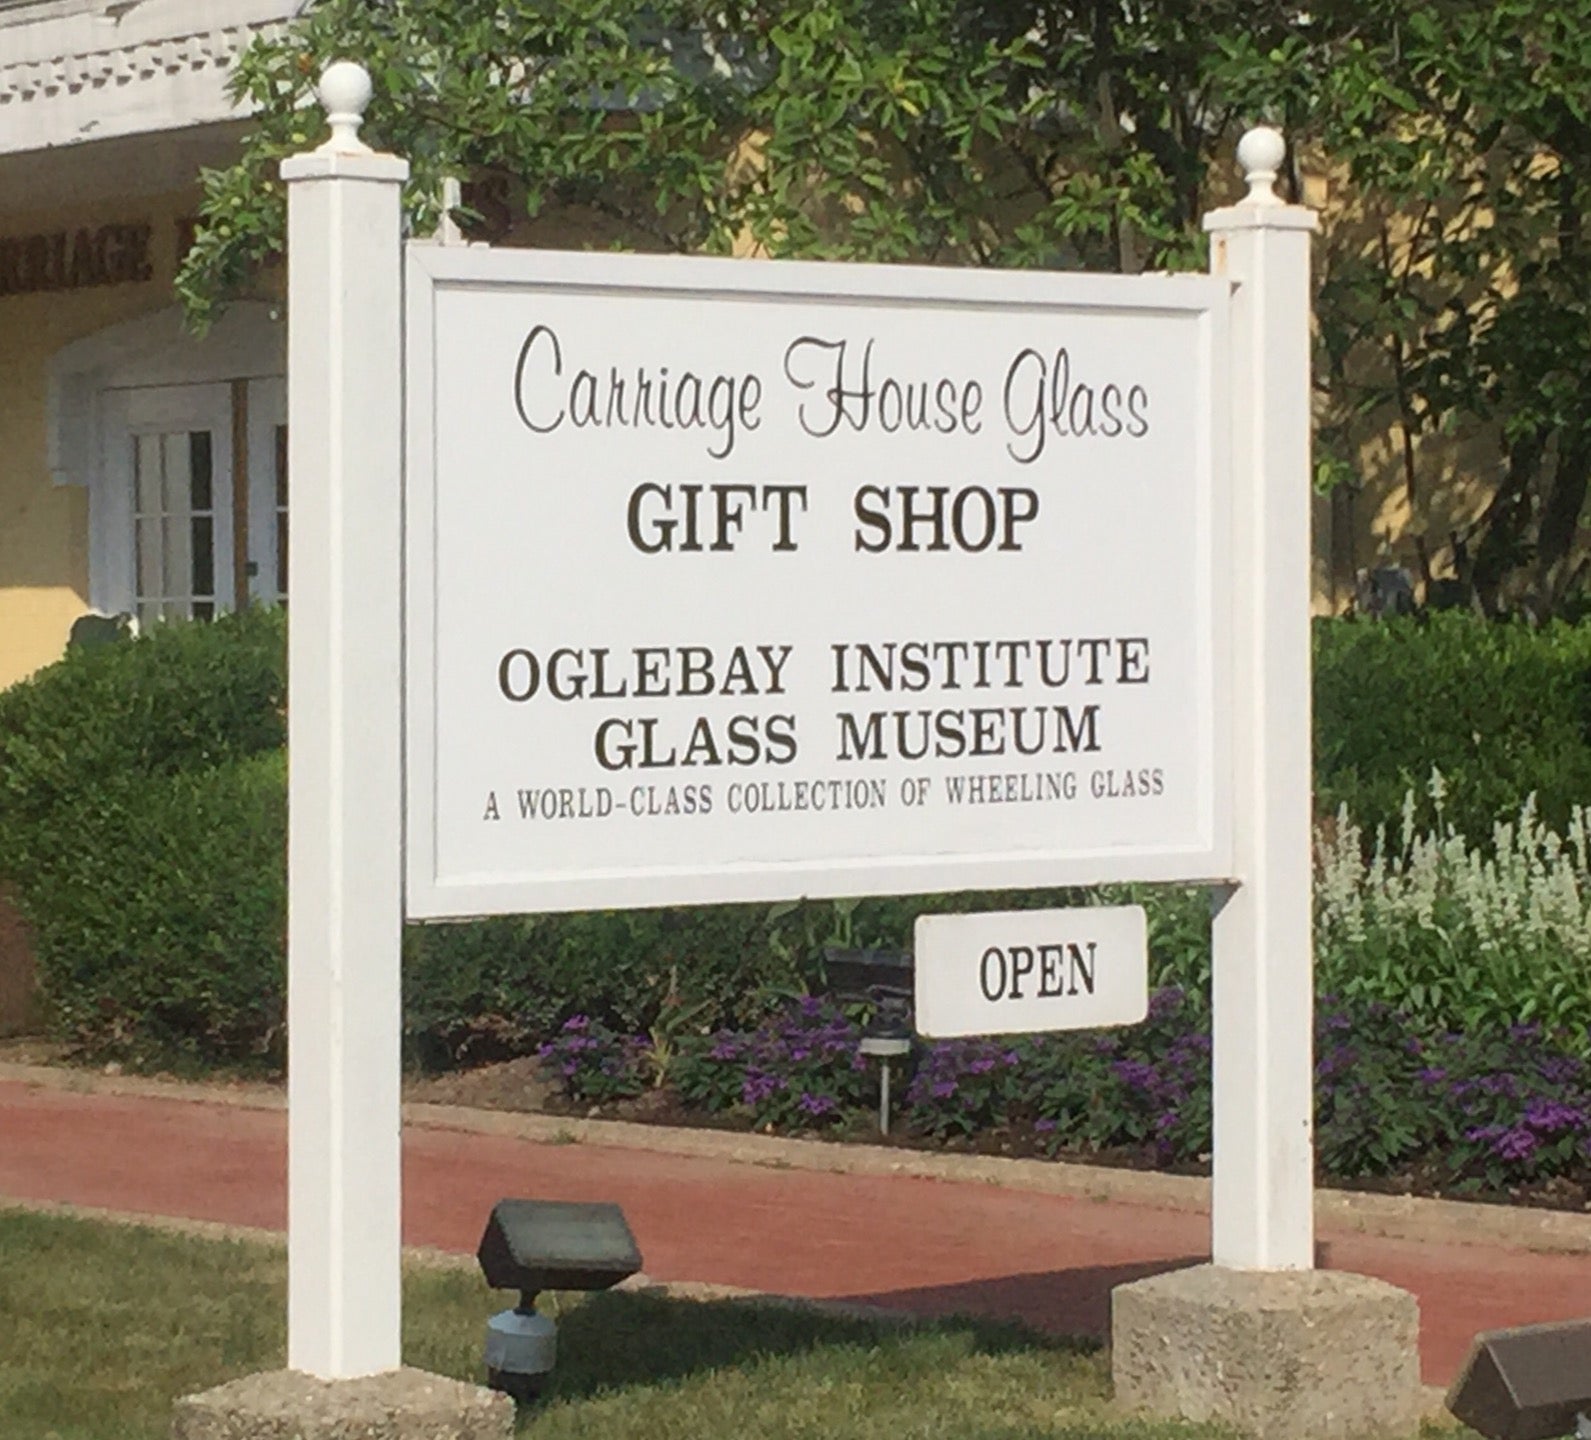 Carriage House Glass
GIFT SHOP
OGLEBAY INSTITUTE
GLASS MUSEUM
A WORLD-CLASS COLLECTION OF WHEELING GLASS
OPEN